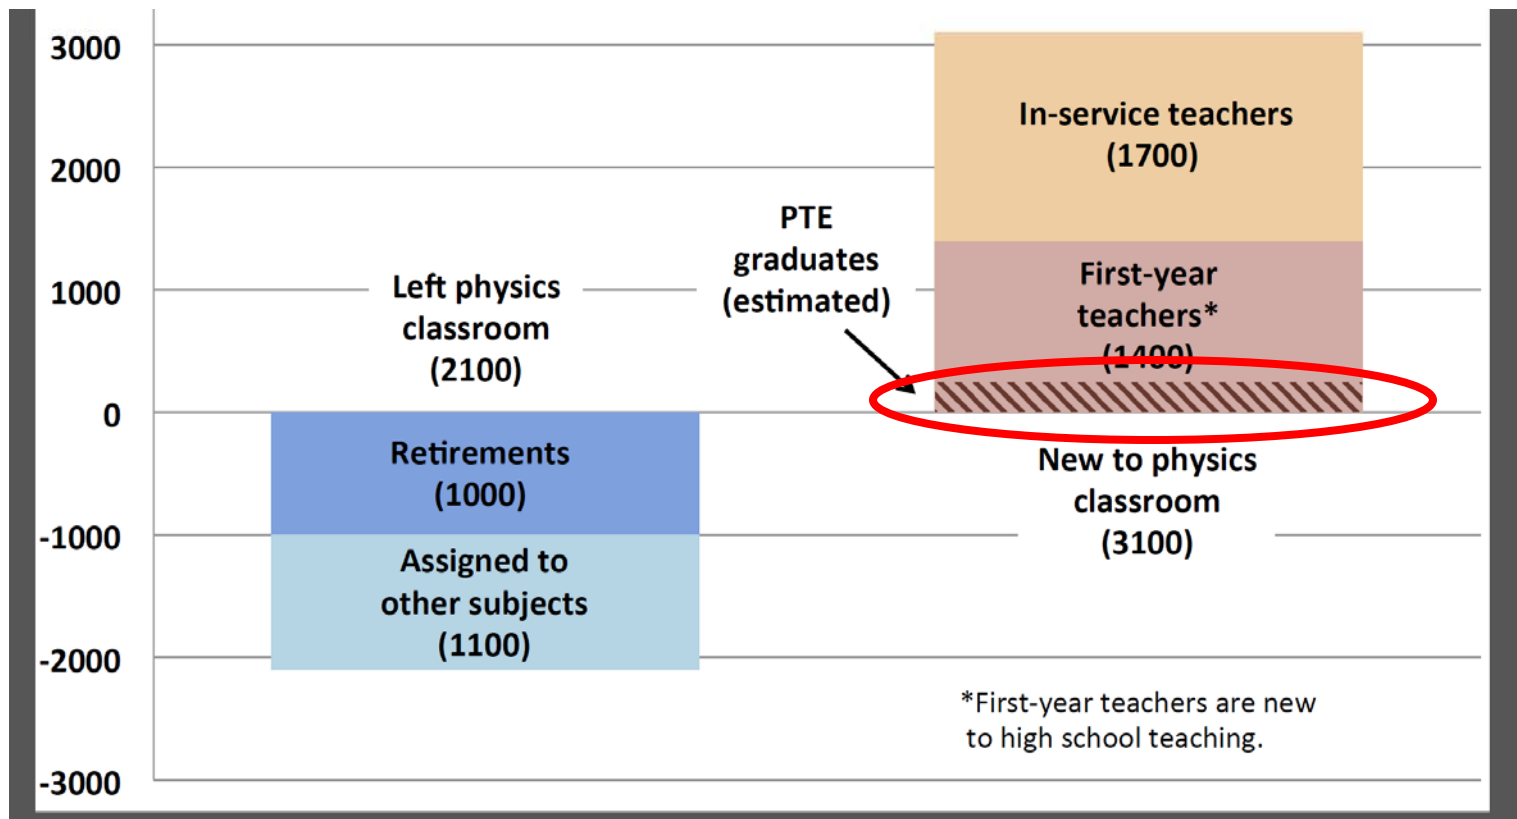 3000
2000
1000
0
-1000
-2000
-3000
Left physics
classroom
(2100)
Retirements
(1000)
Assigned to
other subjects
(1100)
PTE
graduates
(estimated)
In-service teachers
(1700)
First-year
teachers*
(1400)
New to physics
classroom
(3100)
*First-year teachers are new
to high school teaching.